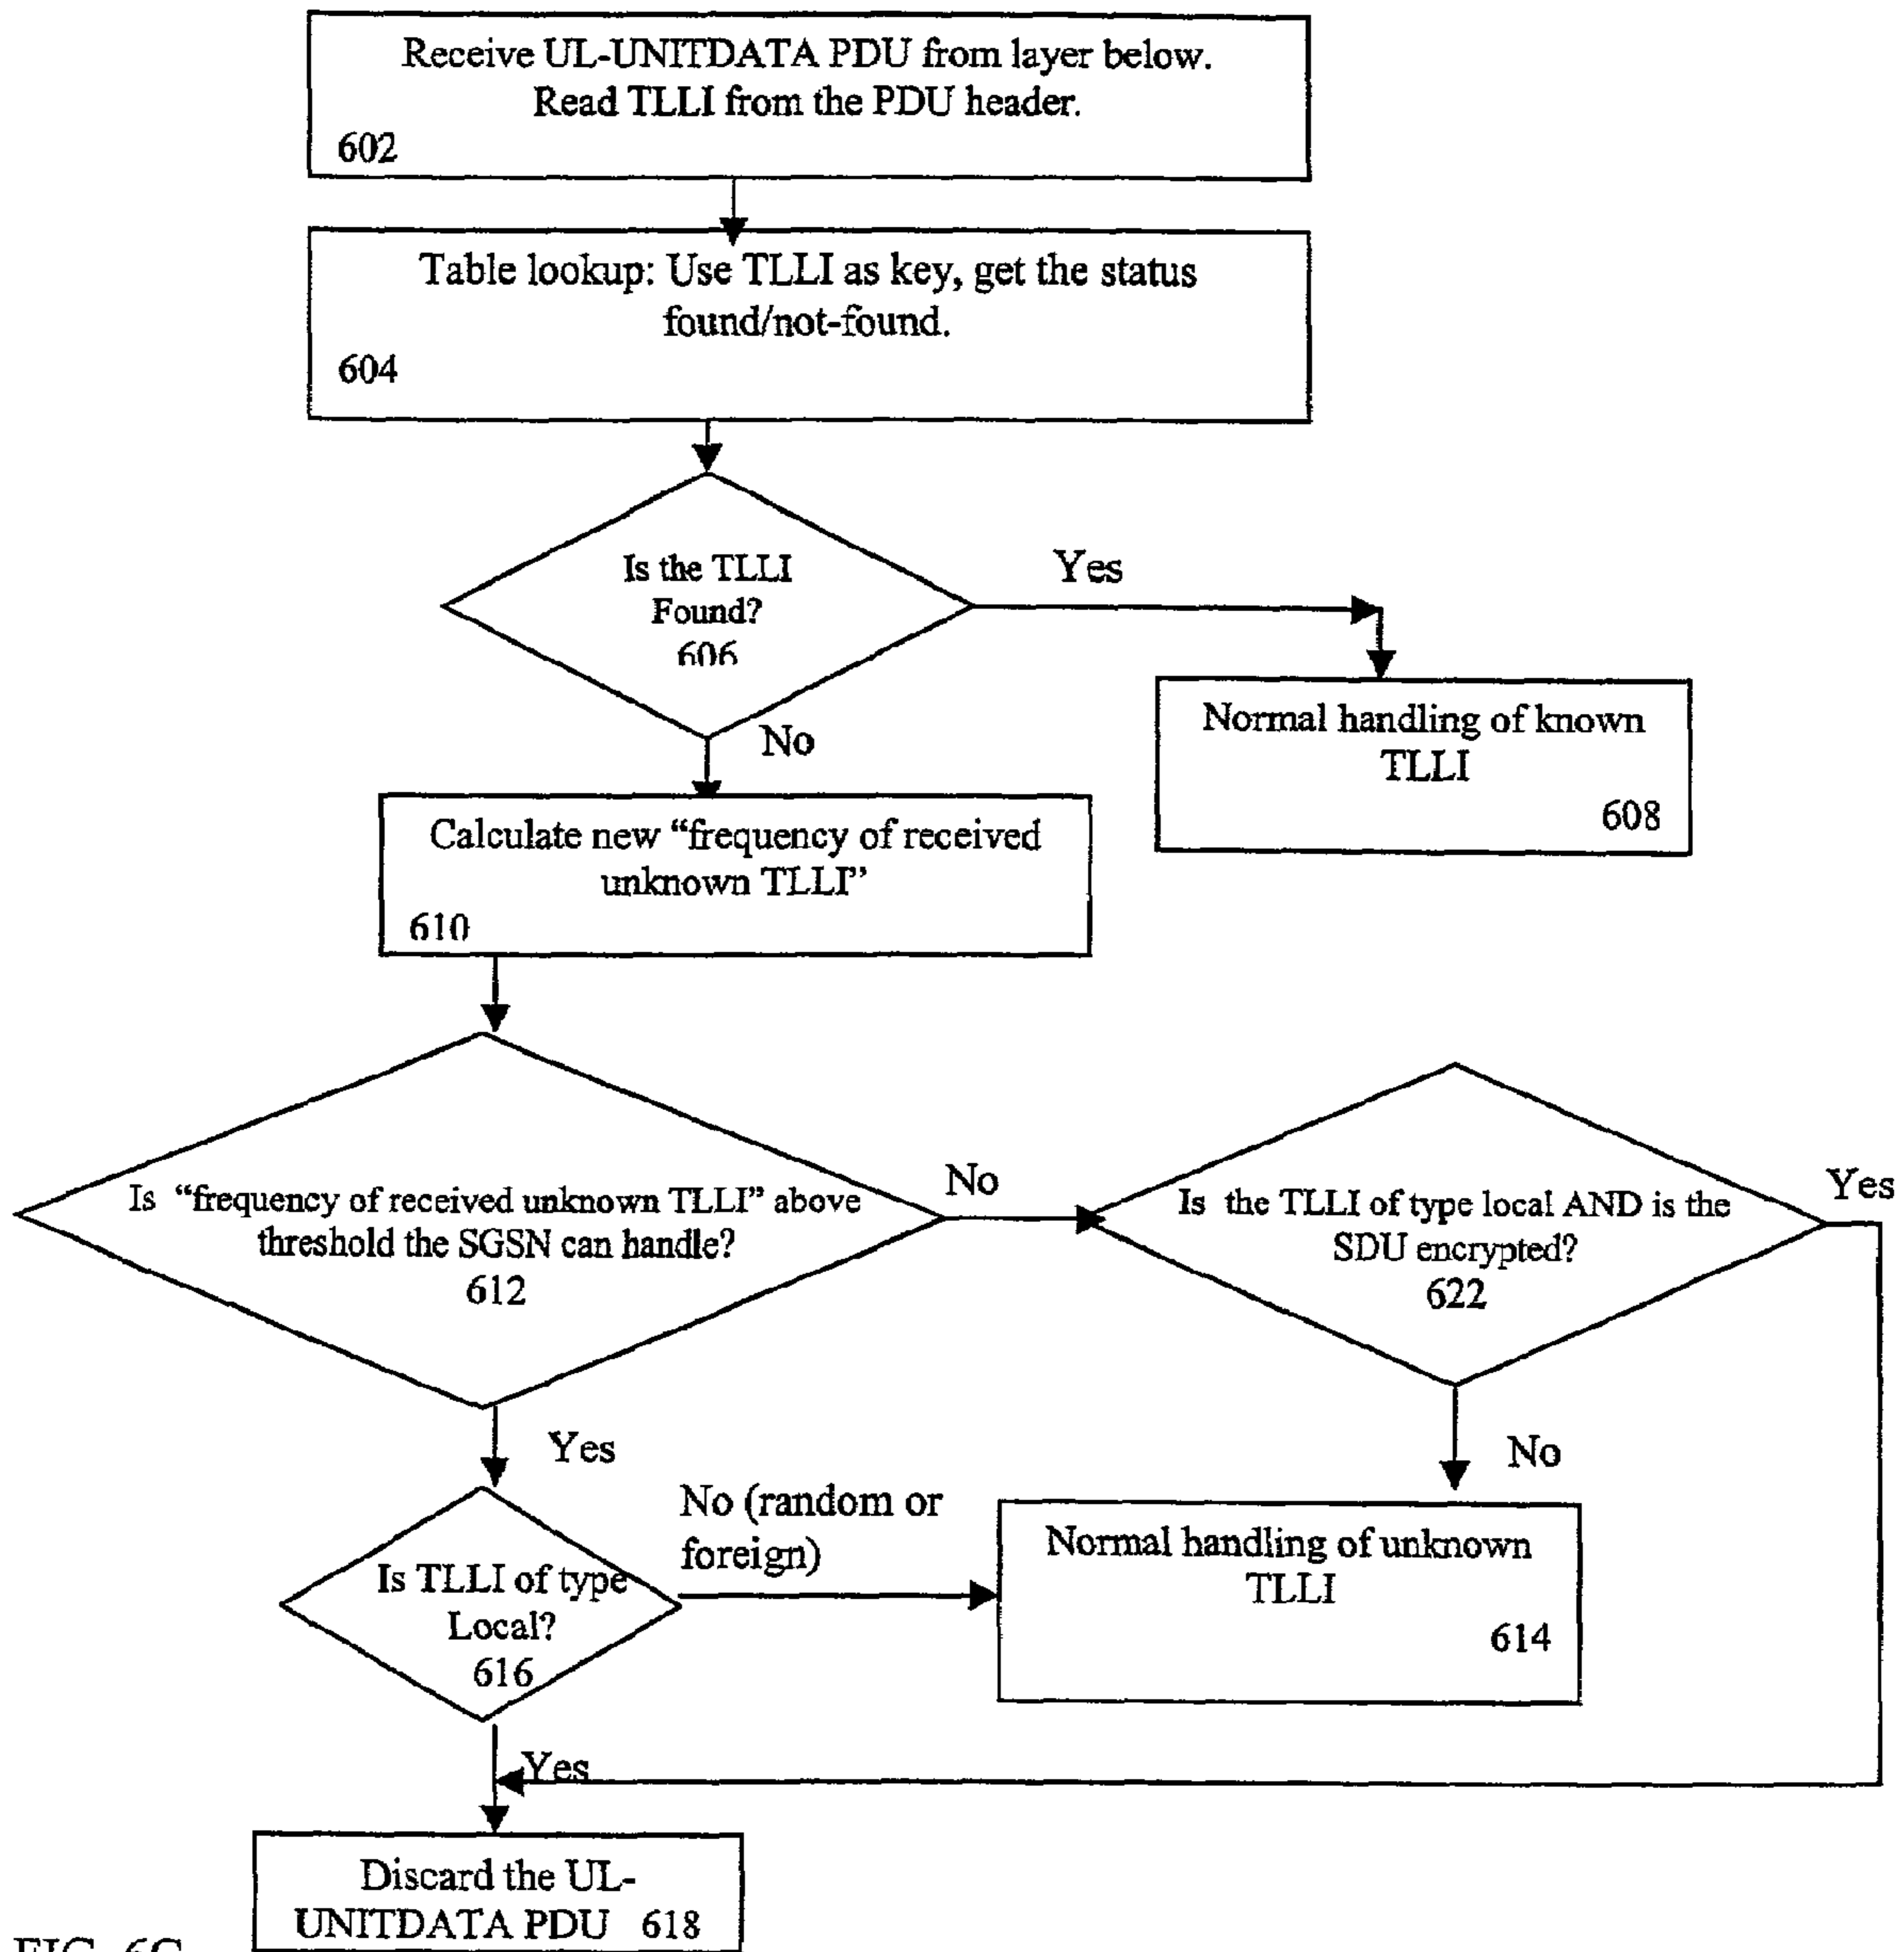 Receive UL-UNITDATA PDU from layer below.
Read TLLI from the PDU header.
602
Table lookup: Use TLLI as key, get the status
found/not-found.
604
Is the TLLI
Found?
606
Yes
No
Normal handling of known
TLLI
608
Calculate new “frequency of received
unknown TLLI”
610
Is “frequency of received unknown TLLI” above
threshold the SGSN can handle?
612
No
Is the TLLI of type local AND is the
SDU encrypted?
622
Yes
Yes
No
No (random or
foreign)
Is TLLI of type
Local?
616
Normal handling of unknown
TLLI
614
Yes
Discard the UL-
UNITDATA PDU 618